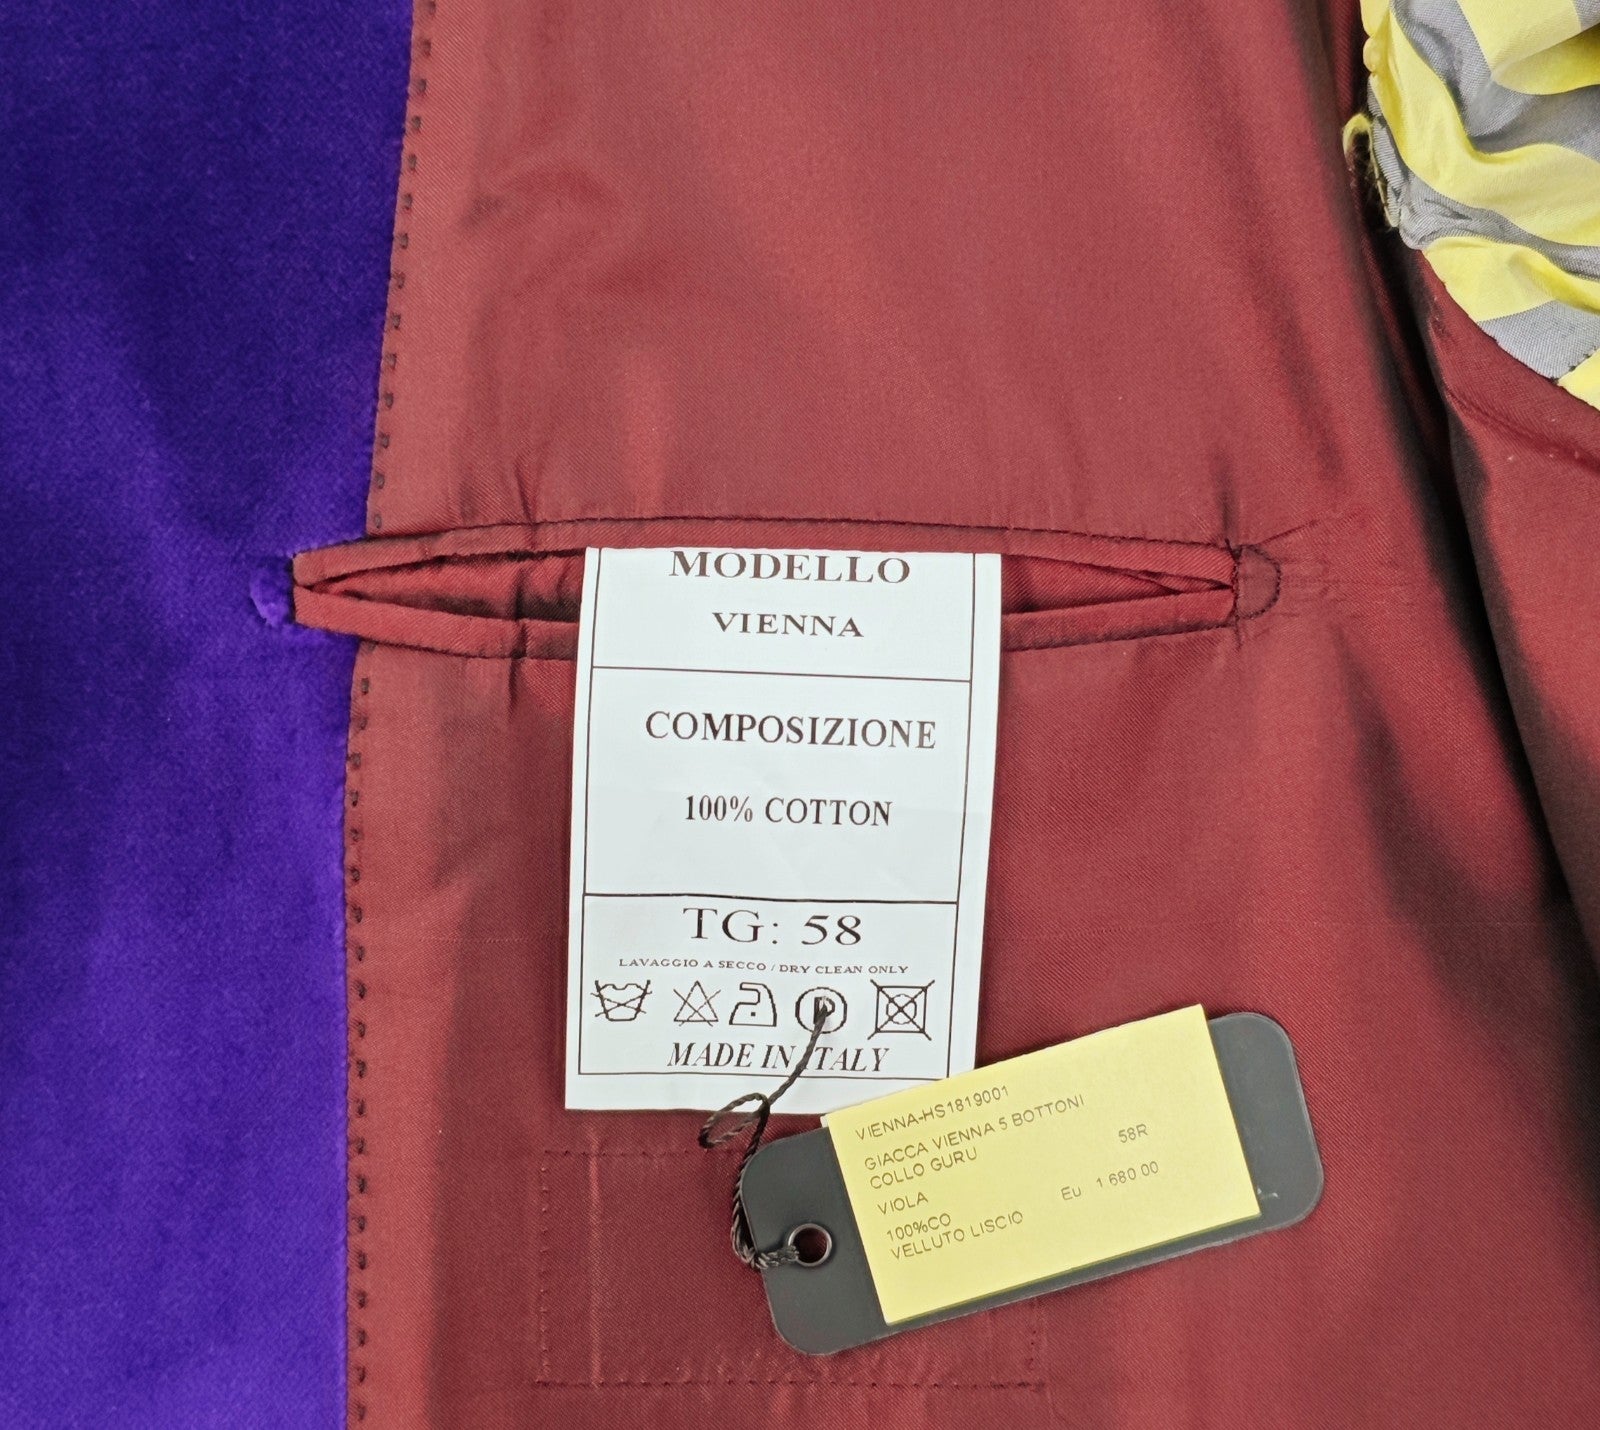 MODELLO
VIENNA
COMPOSIZIONE
100% COTTON
TG: 58
LAVAGGIO A SECCO / DRY CLEAN ONLY
P
MADE IN ITALY
VIENNA-HS1819001
GIACCA VIENNA 5 BOTTONI
COLLO GURU 58R
VIOLA Eu 1 680.00
100%CO
VELLUTO LISCIO